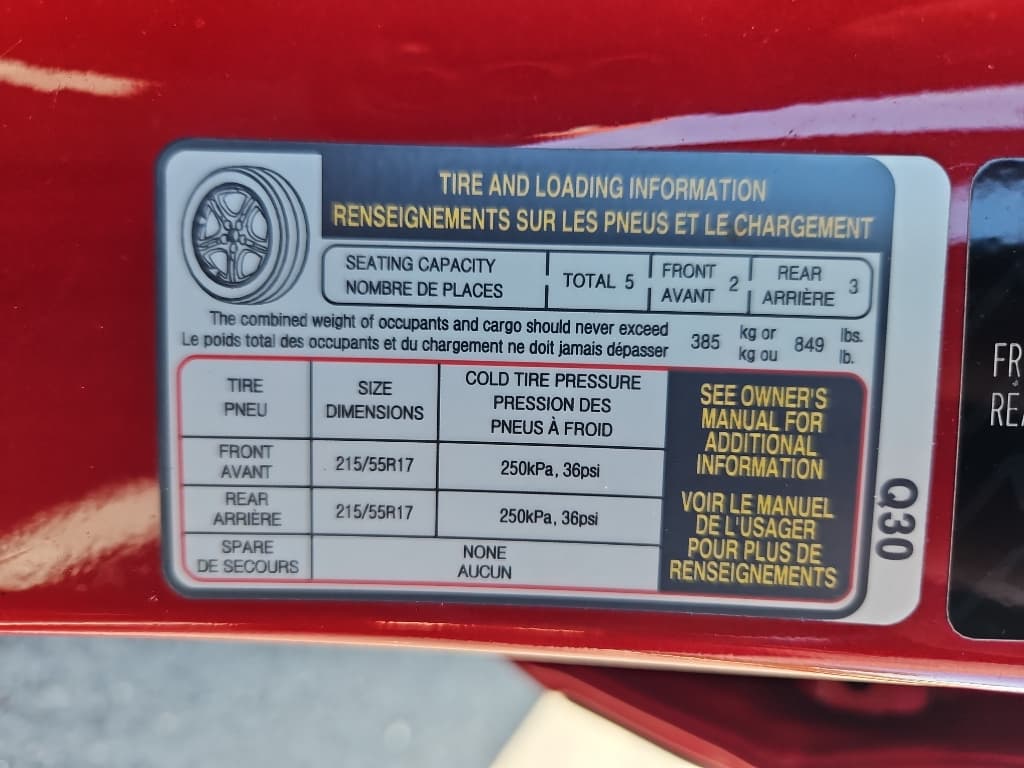 TIRE AND LOADING INFORMATION
RENSEIGNEMENTS SUR LES PNEUS ET LE CHARGEMENT
SEATING CAPACITY
NOMBRE DE PLACES
TOTAL 5
FRONT
AVANT
2
REAR
ARRIÈRE
3
The combined weight of occupants and cargo should never exceed
Le poids total des occupants et du chargement ne doit jamais dépasser
385
kg or
kg ou
849
lbs.
lb.
TIRE
PNEU
SIZE
DIMENSIONS
COLD TIRE PRESSURE
PRESSION DES
PNEUS À FROID
FRONT
AVANT
215/55R17
250kPa, 36psi
REAR
ARRIÈRE
215/55R17
250kPa, 36psi
SPARE
DE SECOURS
NONE
AUCUN
SEE OWNER'S
MANUAL FOR
ADDITIONAL
INFORMATION
VOIR LE MANUEL
DE L'USAGER
POUR PLUS DE
RENSEIGNEMENTS
Q30
FR
RÉ